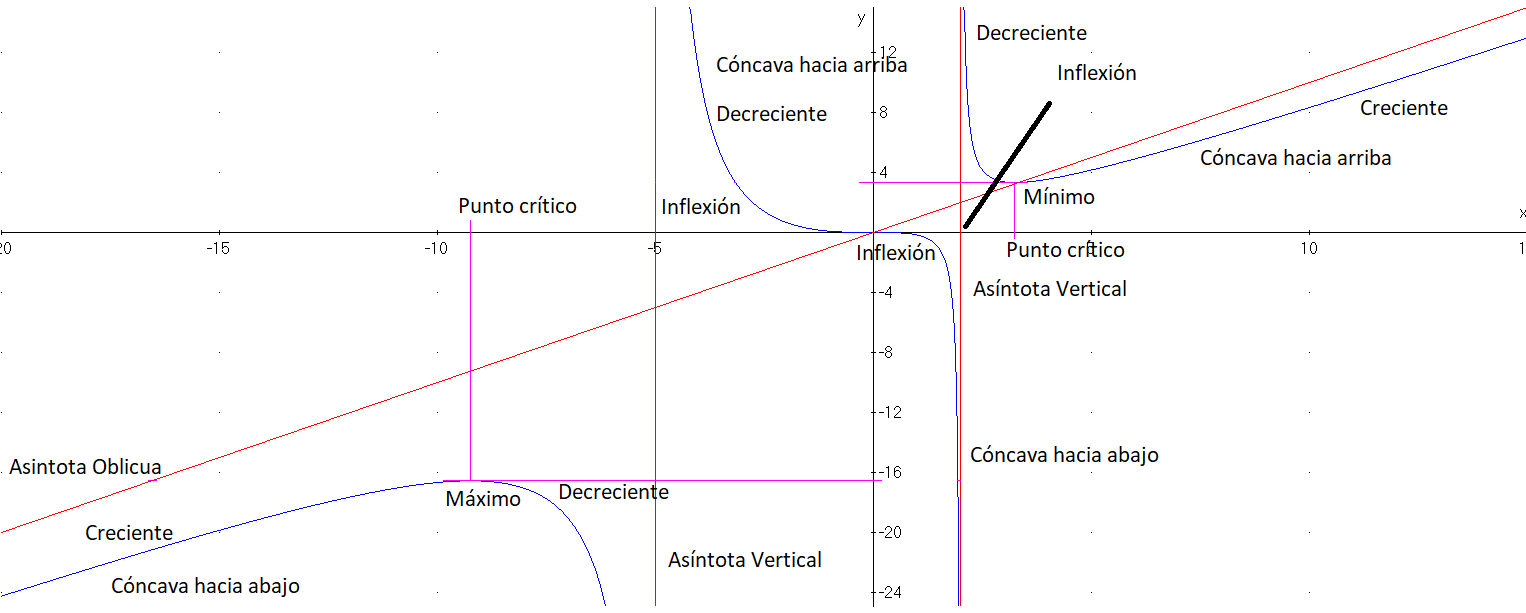 y
Decreciente
12
Cóncava hacia arriba
Inflexión
Decreciente
8
Creciente
Cóncava hacia arriba
4
Mínimo
Punto crítico
Inflexión
x
20
-15
-10
-5
10
1
5
Inflexión
Punto crítico
-4
Asíntota Vertical
-8
-12
Cóncava hacia abajo
Asintota Oblicua
-16
Máximo
Decreciente
Creciente
-20
Asíntota Vertical
Cóncava hacia abajo
-24